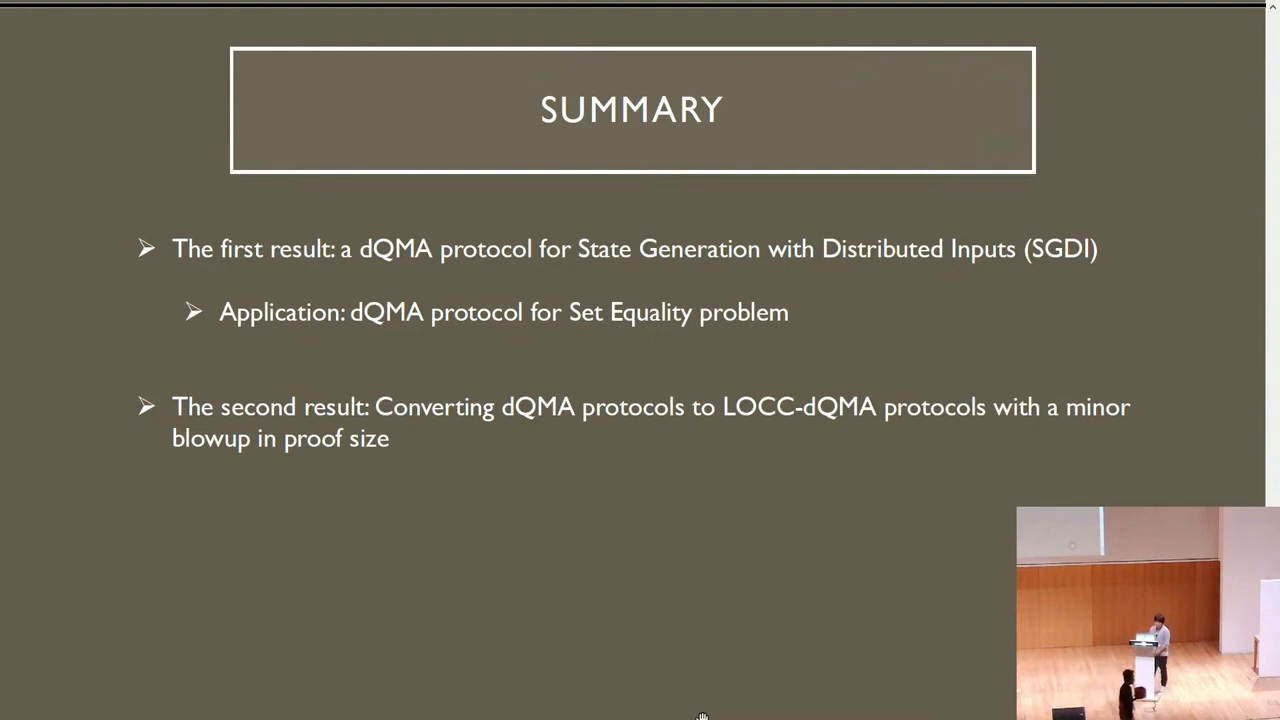 SUMMARY
The first result: a dQMA protocol for State Generation with Distributed Inputs (SGDI)
Application: dQMA protocol for Set Equality problem
The second result: Converting dQMA protocols to LOCC-dQMA protocols with a minor
blowup in proof size